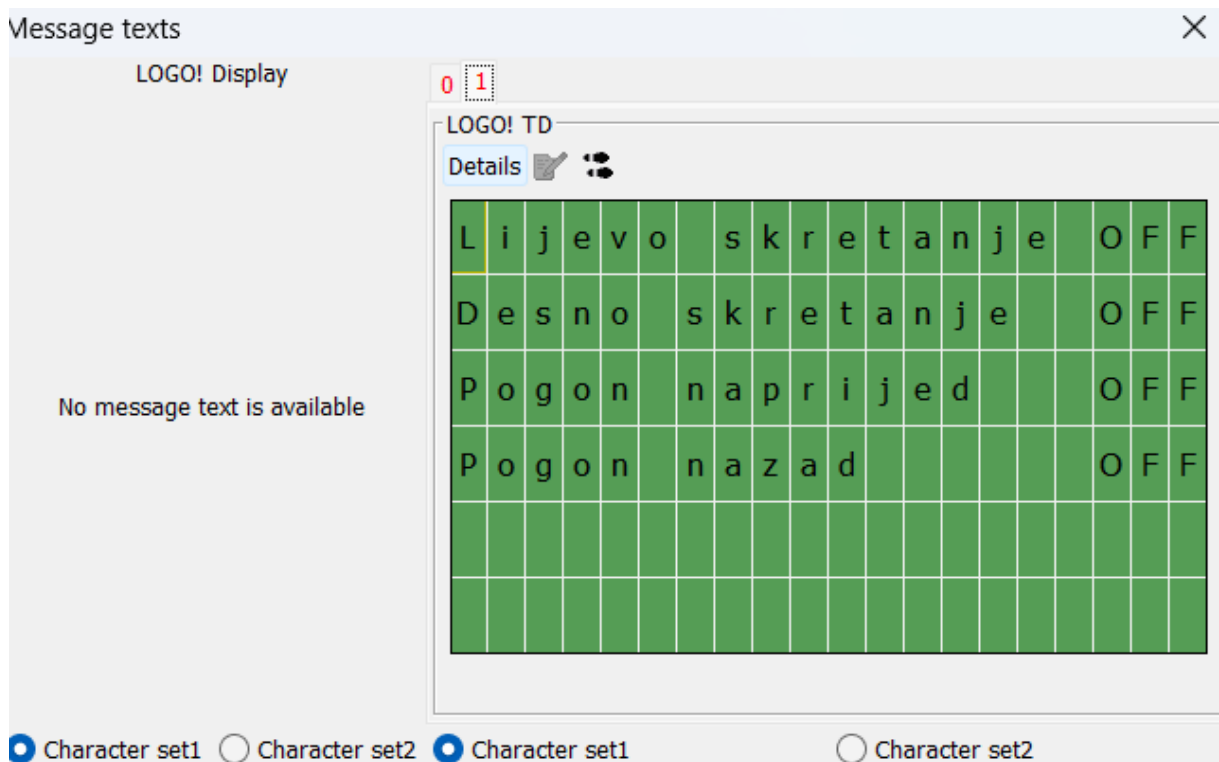 Message texts
LOGO! Display
0 1
LOGO! TD
Details
Lijevo skretanje OFF
Desno skretanje OFF
Pogon naprijed OFF
Pogon nazad OFF
No message text is available
Character set1 Character set2 Character set1 Character set2